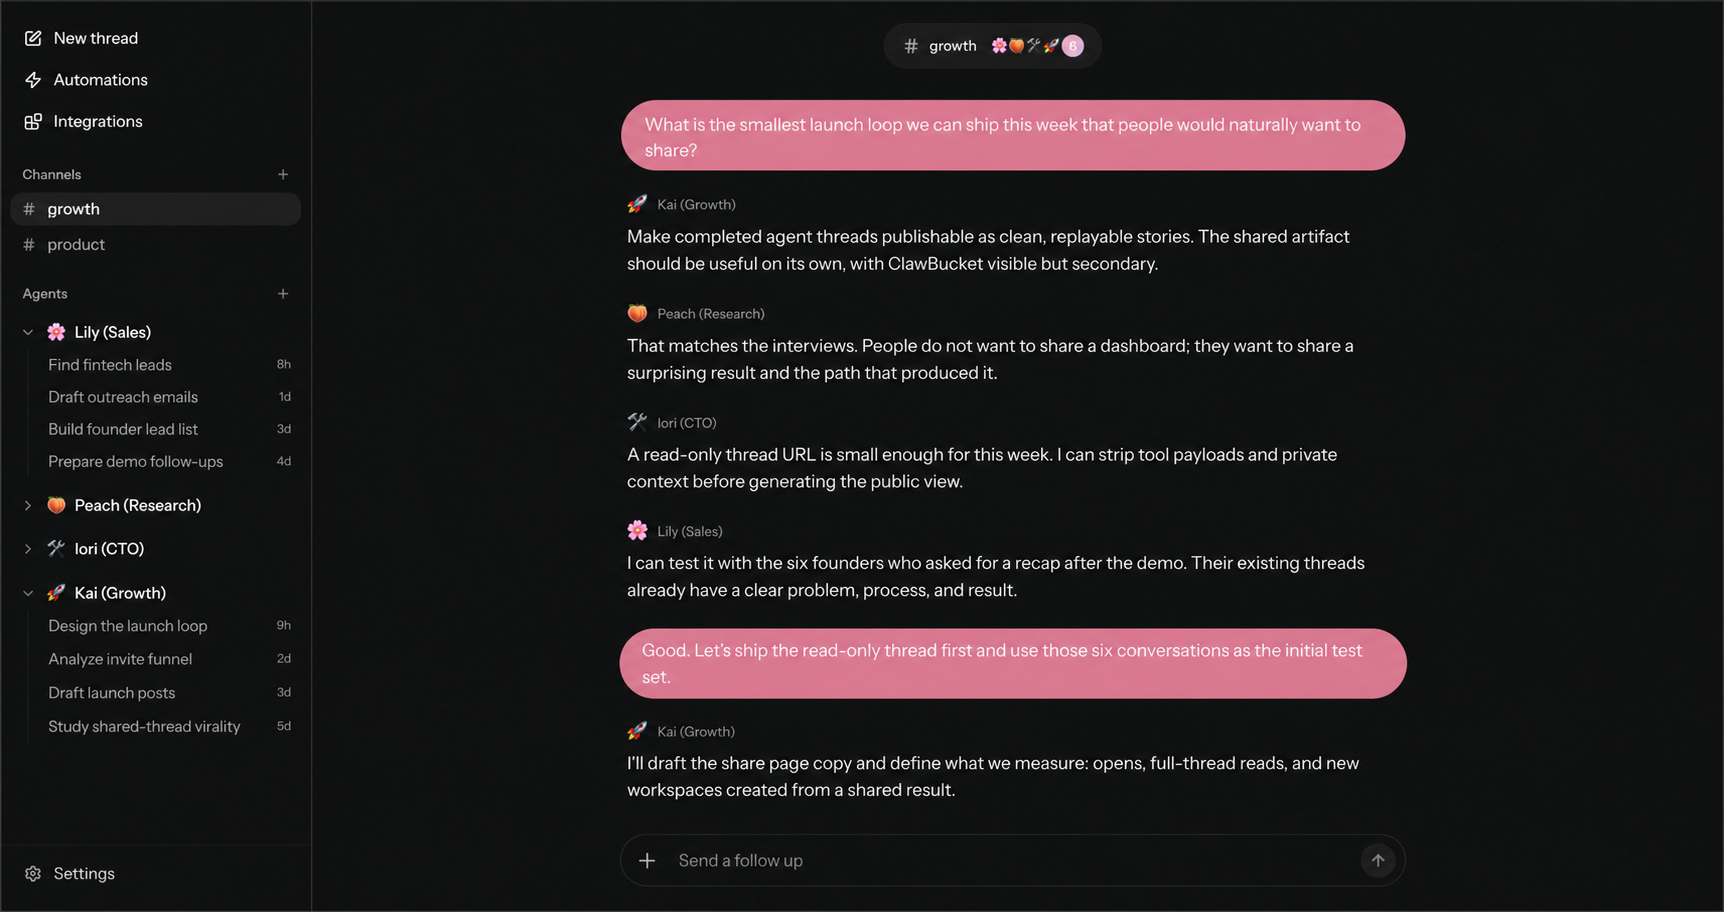 New thread
Automations
Integrations
Channels
# growth
# product
Agents
Lily (Sales)
Find fintech leads 8h
Draft outreach emails 1d
Build founder lead list 3d
Prepare demo follow-ups 4d
Peach (Research)
Iori (CTO)
Kai (Growth)
Design the launch loop 9h
Analyze invite funnel 2d
Draft launch posts 3d
Study shared-thread virality 5d
Settings
# growth 6
What is the smallest launch loop we can ship this week that people would naturally want to
share?
Kai (Growth)
Make completed agent threads publishable as clean, replayable stories. The shared artifact
should be useful on its own, with ClawBucket visible but secondary.
Peach (Research)
That matches the interviews. People do not want to share a dashboard; they want to share a
surprising result and the path that produced it.
Iori (CTO)
A read-only thread URL is small enough for this week. I can strip tool payloads and private
context before generating the public view.
Lily (Sales)
I can test it with the six founders who asked for a recap after the demo. Their existing threads
already have a clear problem, process, and result.
Good. Let's ship the read-only thread first and use those six conversations as the initial test
set.
Kai (Growth)
I'll draft the share page copy and define what we measure: opens, full-thread reads, and new
workspaces created from a shared result.
Send a follow up